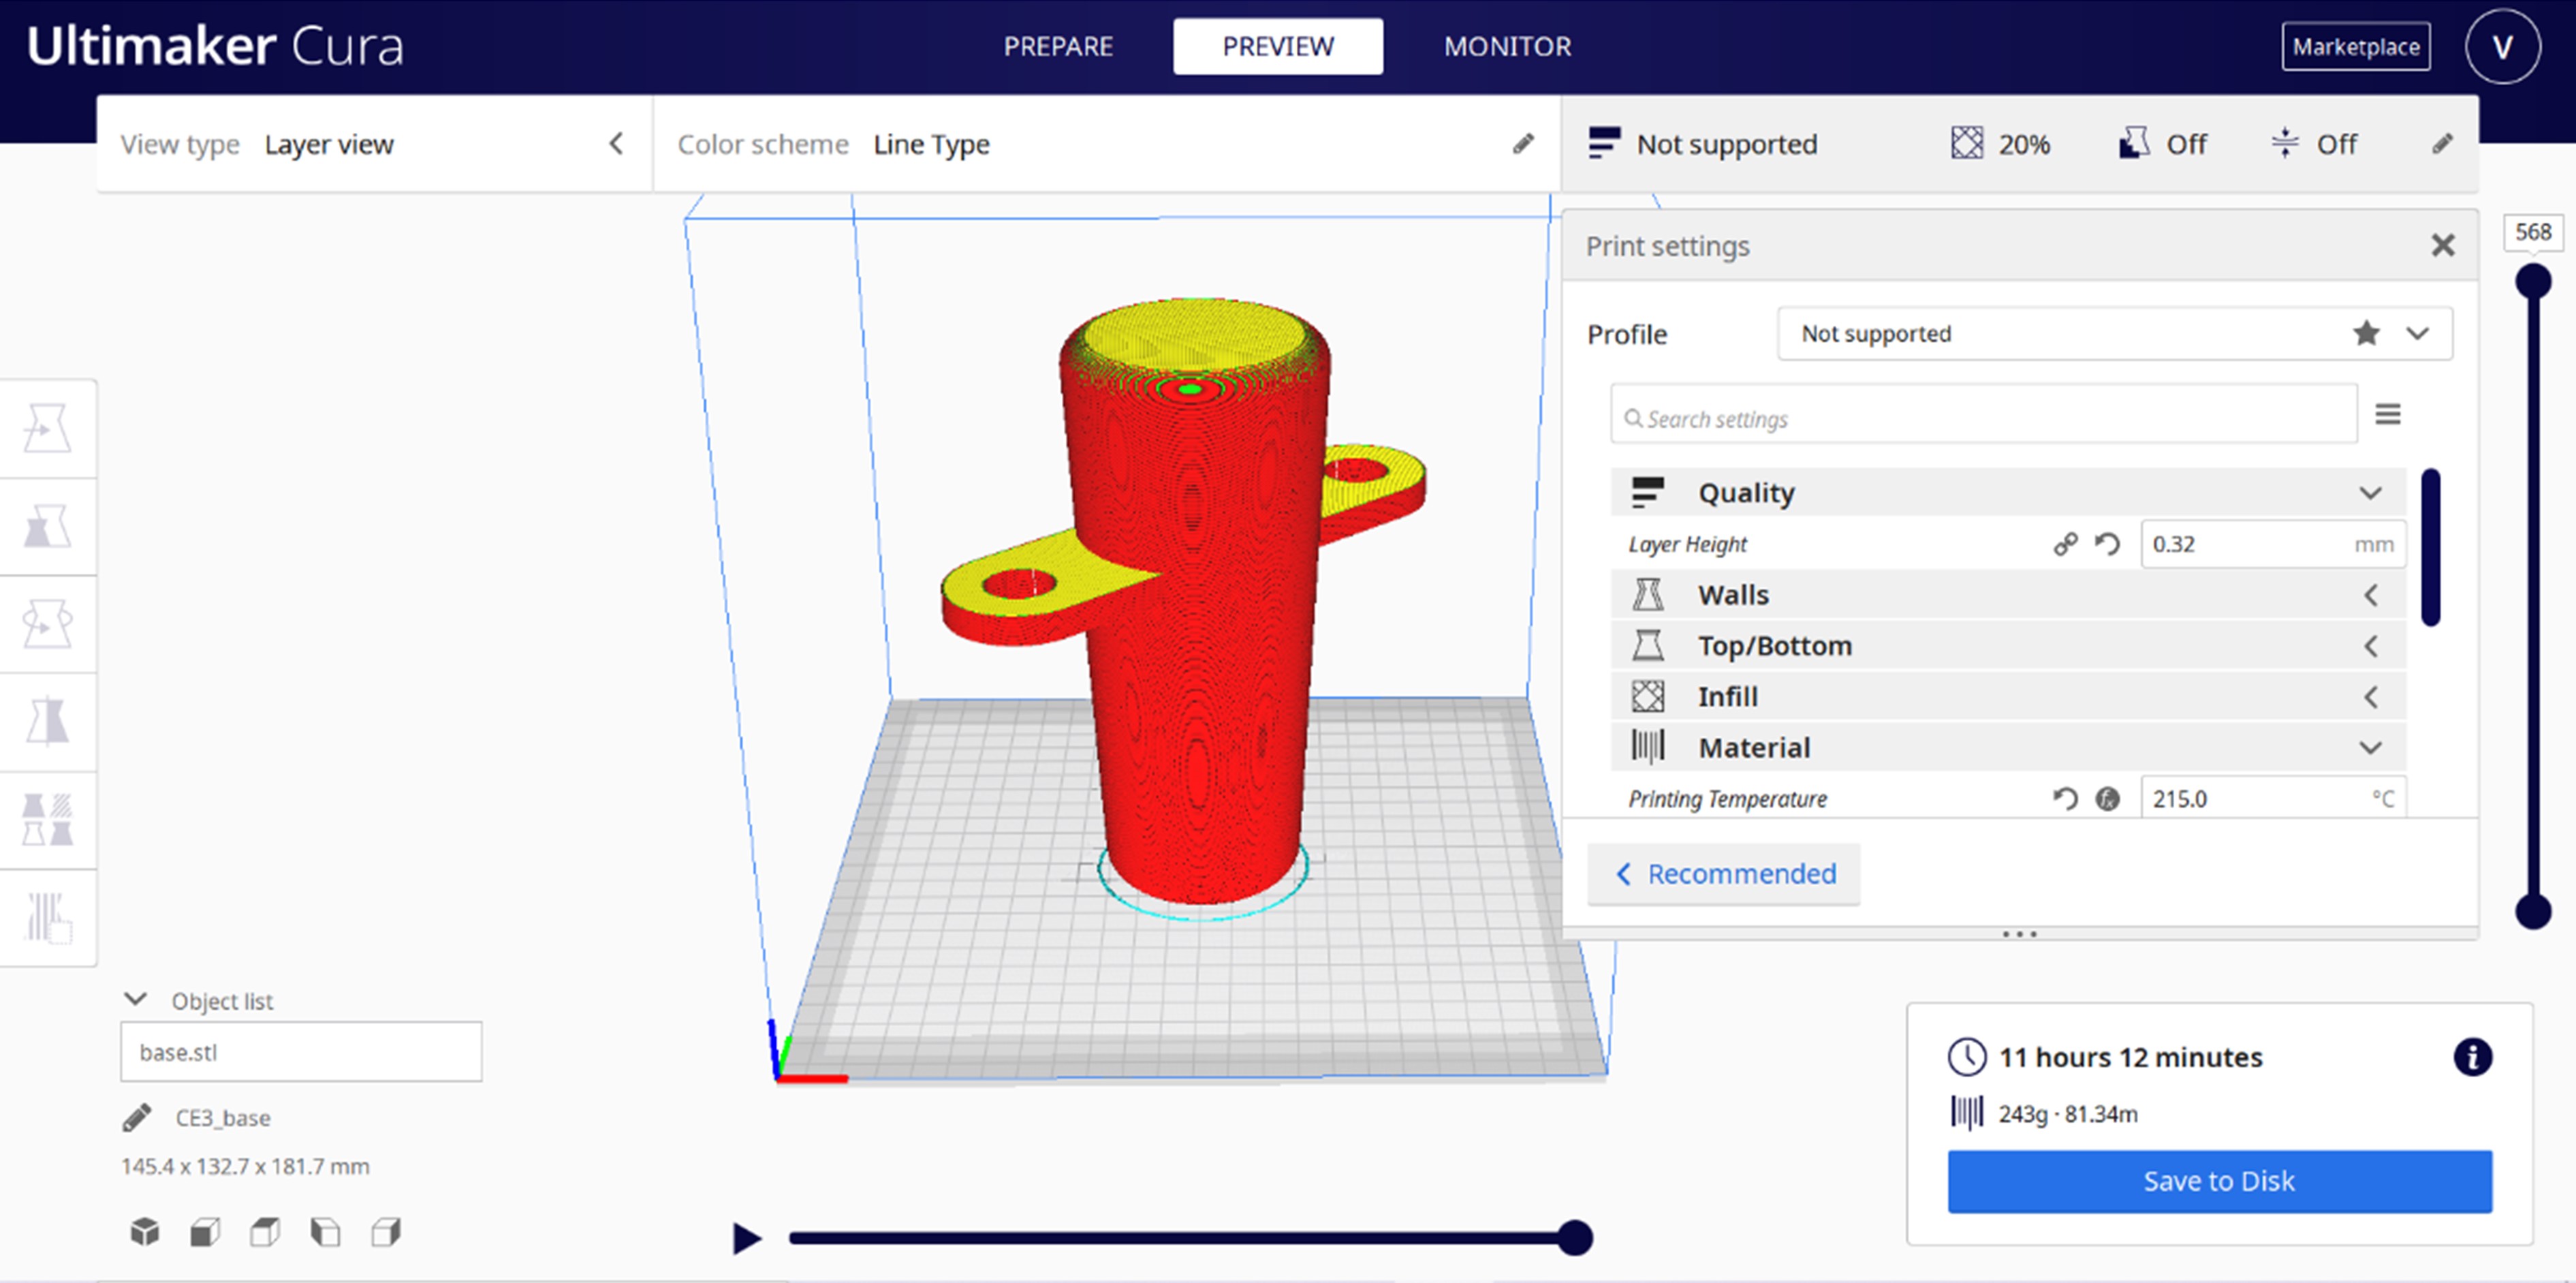 Ultimaker Cura
PREPARE
PREVIEW
MONITOR
Marketplace
V
View type Layer view
Color scheme Line Type
Not supported
20%
Off
Off
568
Print settings
Profile
Not supported
Search settings
Quality
Layer Height
0.32 mm
Walls
Top/Bottom
Infill
Material
Printing Temperature
215.0 °C
Recommended
Object list
base.stl
CE3_base
145.4 x 132.7 x 181.7 mm
11 hours 12 minutes
243g · 81.34m
Save to Disk